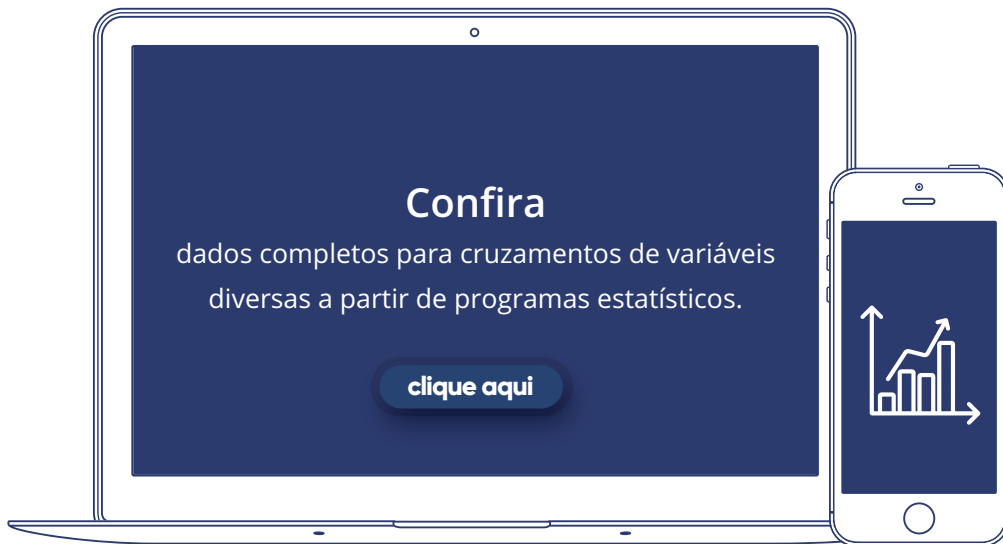 Confira
dados completos para cruzamentos de variáveis
diversas a partir de programas estatísticos.
clique aqui